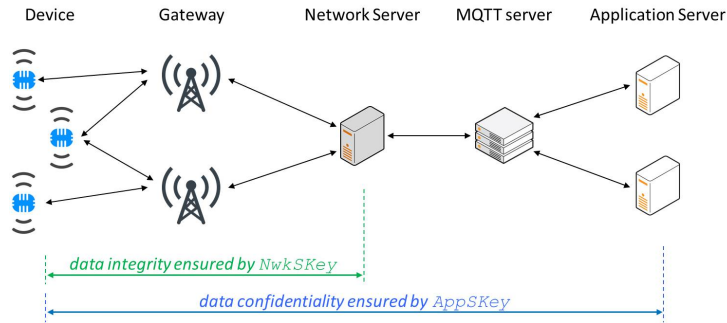 Device Gateway Network Server MQTT server Application Server
data integrity ensured by NwkSKey
data confidentiality ensured by AppSKey